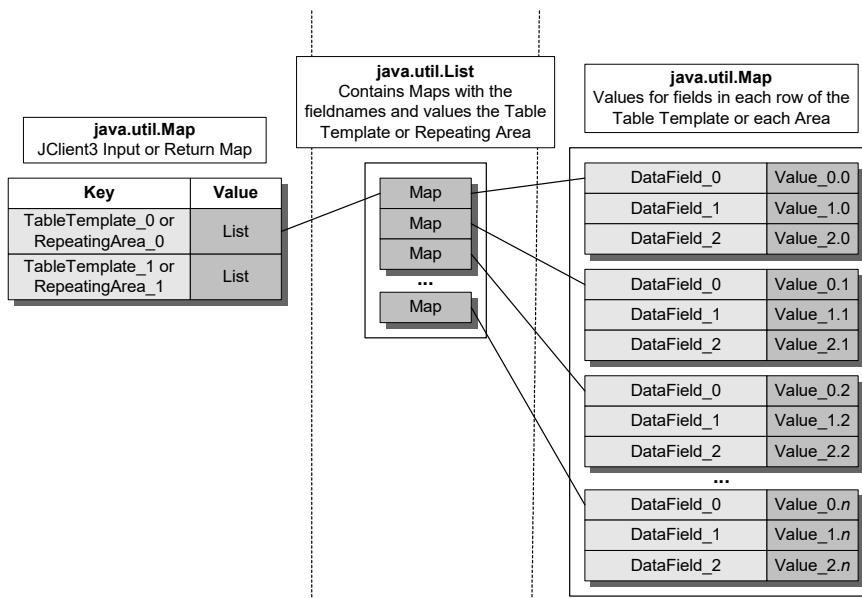 java.util.Map
JClient3 Input or Return Map
Key Value
TableTemplate_0 or
RepeatingArea_0
List
TableTemplate_1 or
RepeatingArea_1
List
java.util.List
Contains Maps with the
fieldnames and values the Table
Template or Repeating Area
Map
Map
Map
...
Map
java.util.Map
Values for fields in each row of the
Table Template or each Area
DataField_0 Value_0.0
DataField_1 Value_1.0
DataField_2 Value_2.0
DataField_0 Value_0.1
DataField_1 Value_1.1
DataField_2 Value_2.1
DataField_0 Value_0.2
DataField_1 Value_1.2
DataField_2 Value_2.2
...
DataField_0 Value_0.n
DataField_1 Value_1.n
DataField_2 Value_2.n